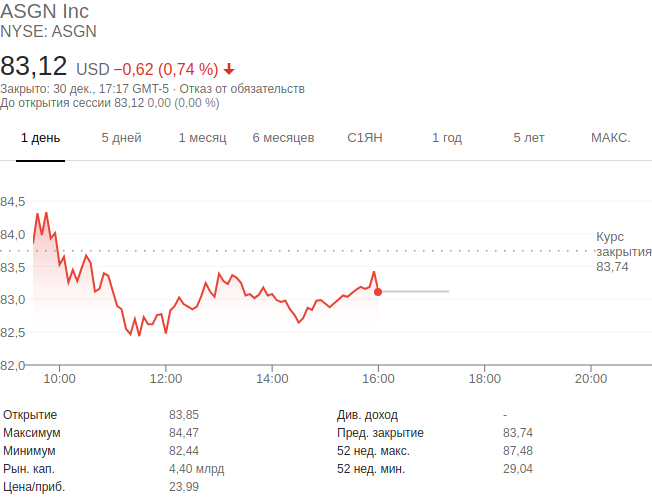 ASGN Inc
NYSE: ASGN
83,12 USD −0,62 (0,74 %)
Закрыто: 30 дек., 17:17 GMT-5 · Отказ от обязательств
До открытия сессии 83,12 0,00 (0,00 %)
1 день 5 дней 1 месяц 6 месяцев С1ЯН 1 год 5 лет МАКС.
84,5
84,0
Курс
закрытия
83,5
83,74
83,0
82,5
82,0
10:00 12:00 14:00 16:00 18:00 20:00
Открытие 83,85 Див. доход -
Максимум 84,47 Пред. закрытие 83,74
Минимум 82,44 52 нед. макс. 87,48
Рын. кап. 4,40 млрд 52 нед. мин. 29,04
Цена/приб. 23,99